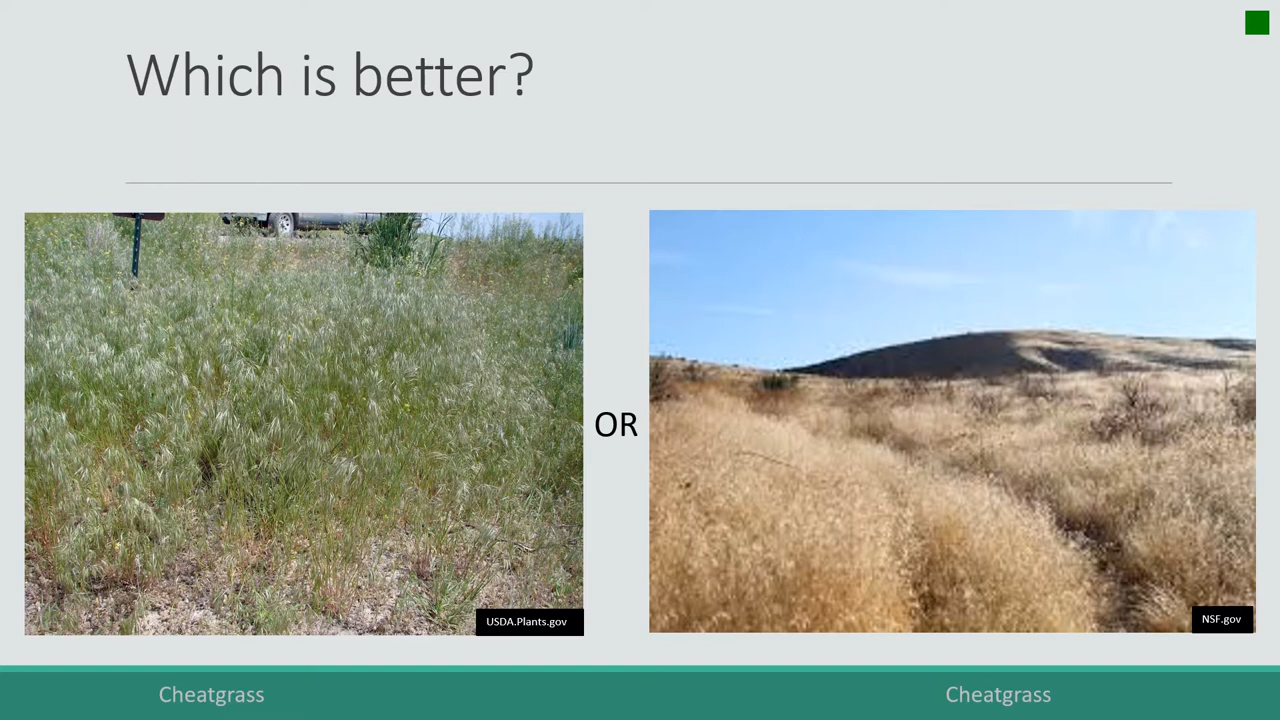 Which is better?
OR
USDA.Plants.gov
NSF.gov
Cheatgrass
Cheatgrass